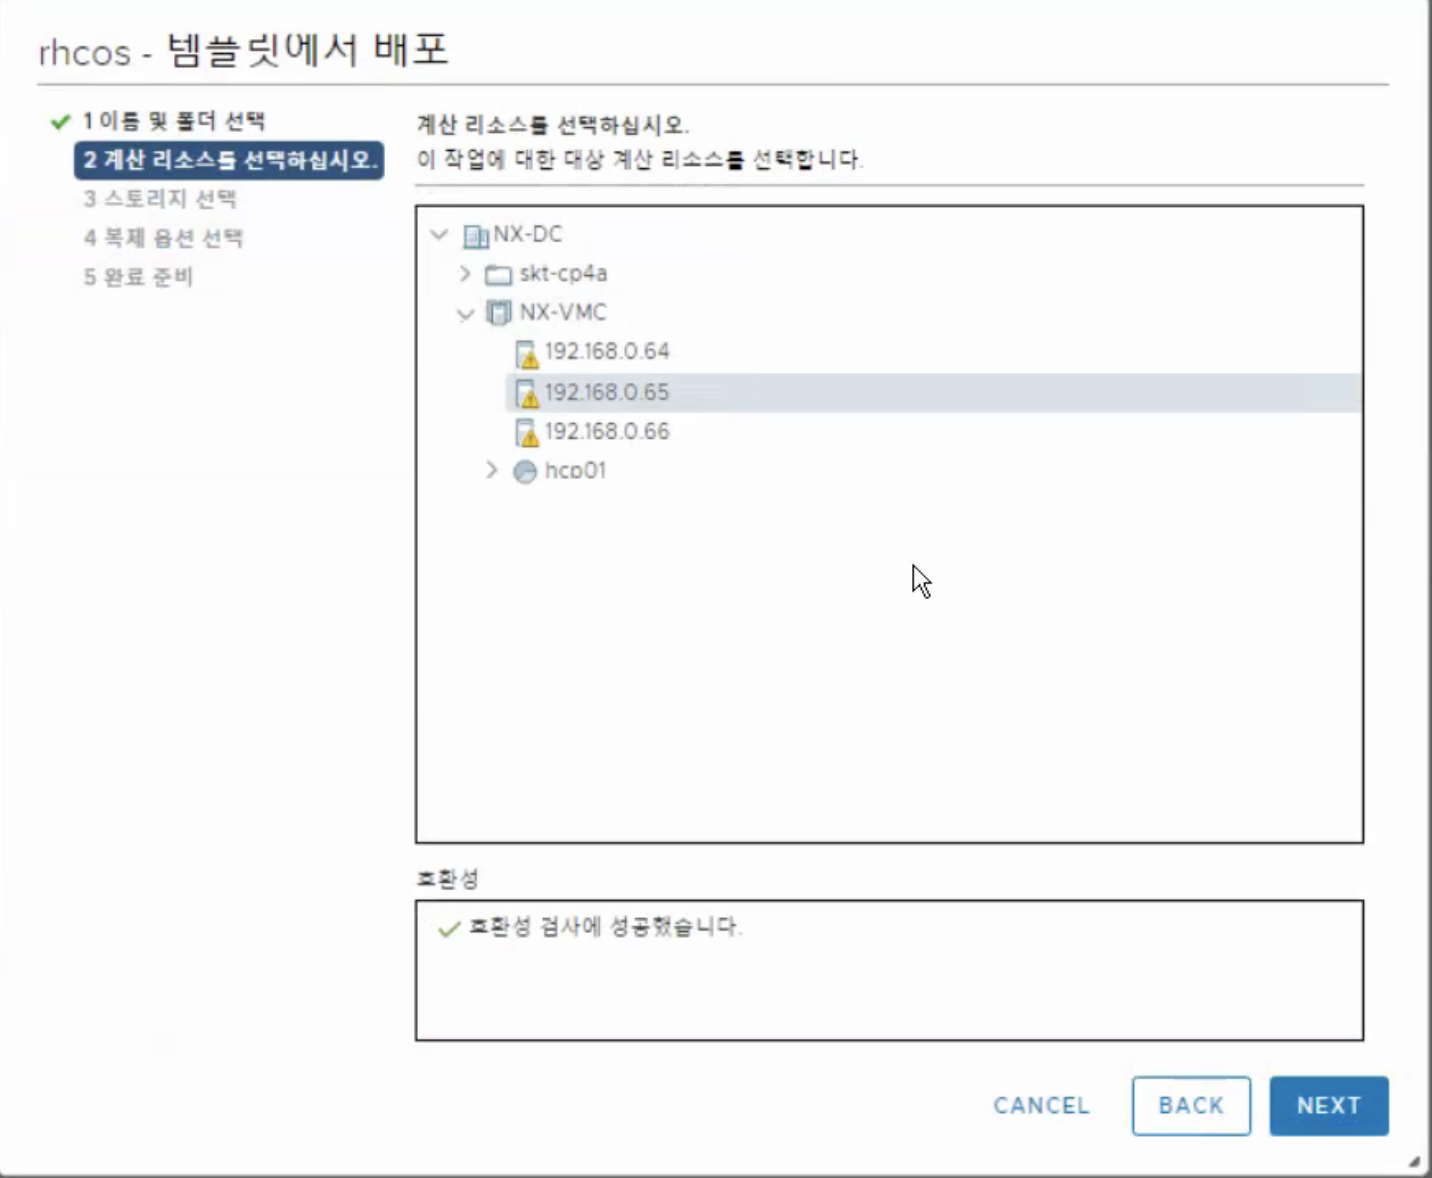 rhcos - 템플릿에서 배포
1 이름 및 폴더 선택
2 계산 리소스를 선택하십시오.
3 스토리지 선택
4 복제 옵션 선택
5 완료 준비
계산 리소스를 선택하십시오.
이 작업에 대한 대상 계산 리소스를 선택합니다.
NX-DC
skt-cp4a
NX-VMC
192.168.0.64
192.168.0.65
192.168.0.66
hcp01
호환성
호환성 검사에 성공했습니다.
CANCEL
BACK
NEXT